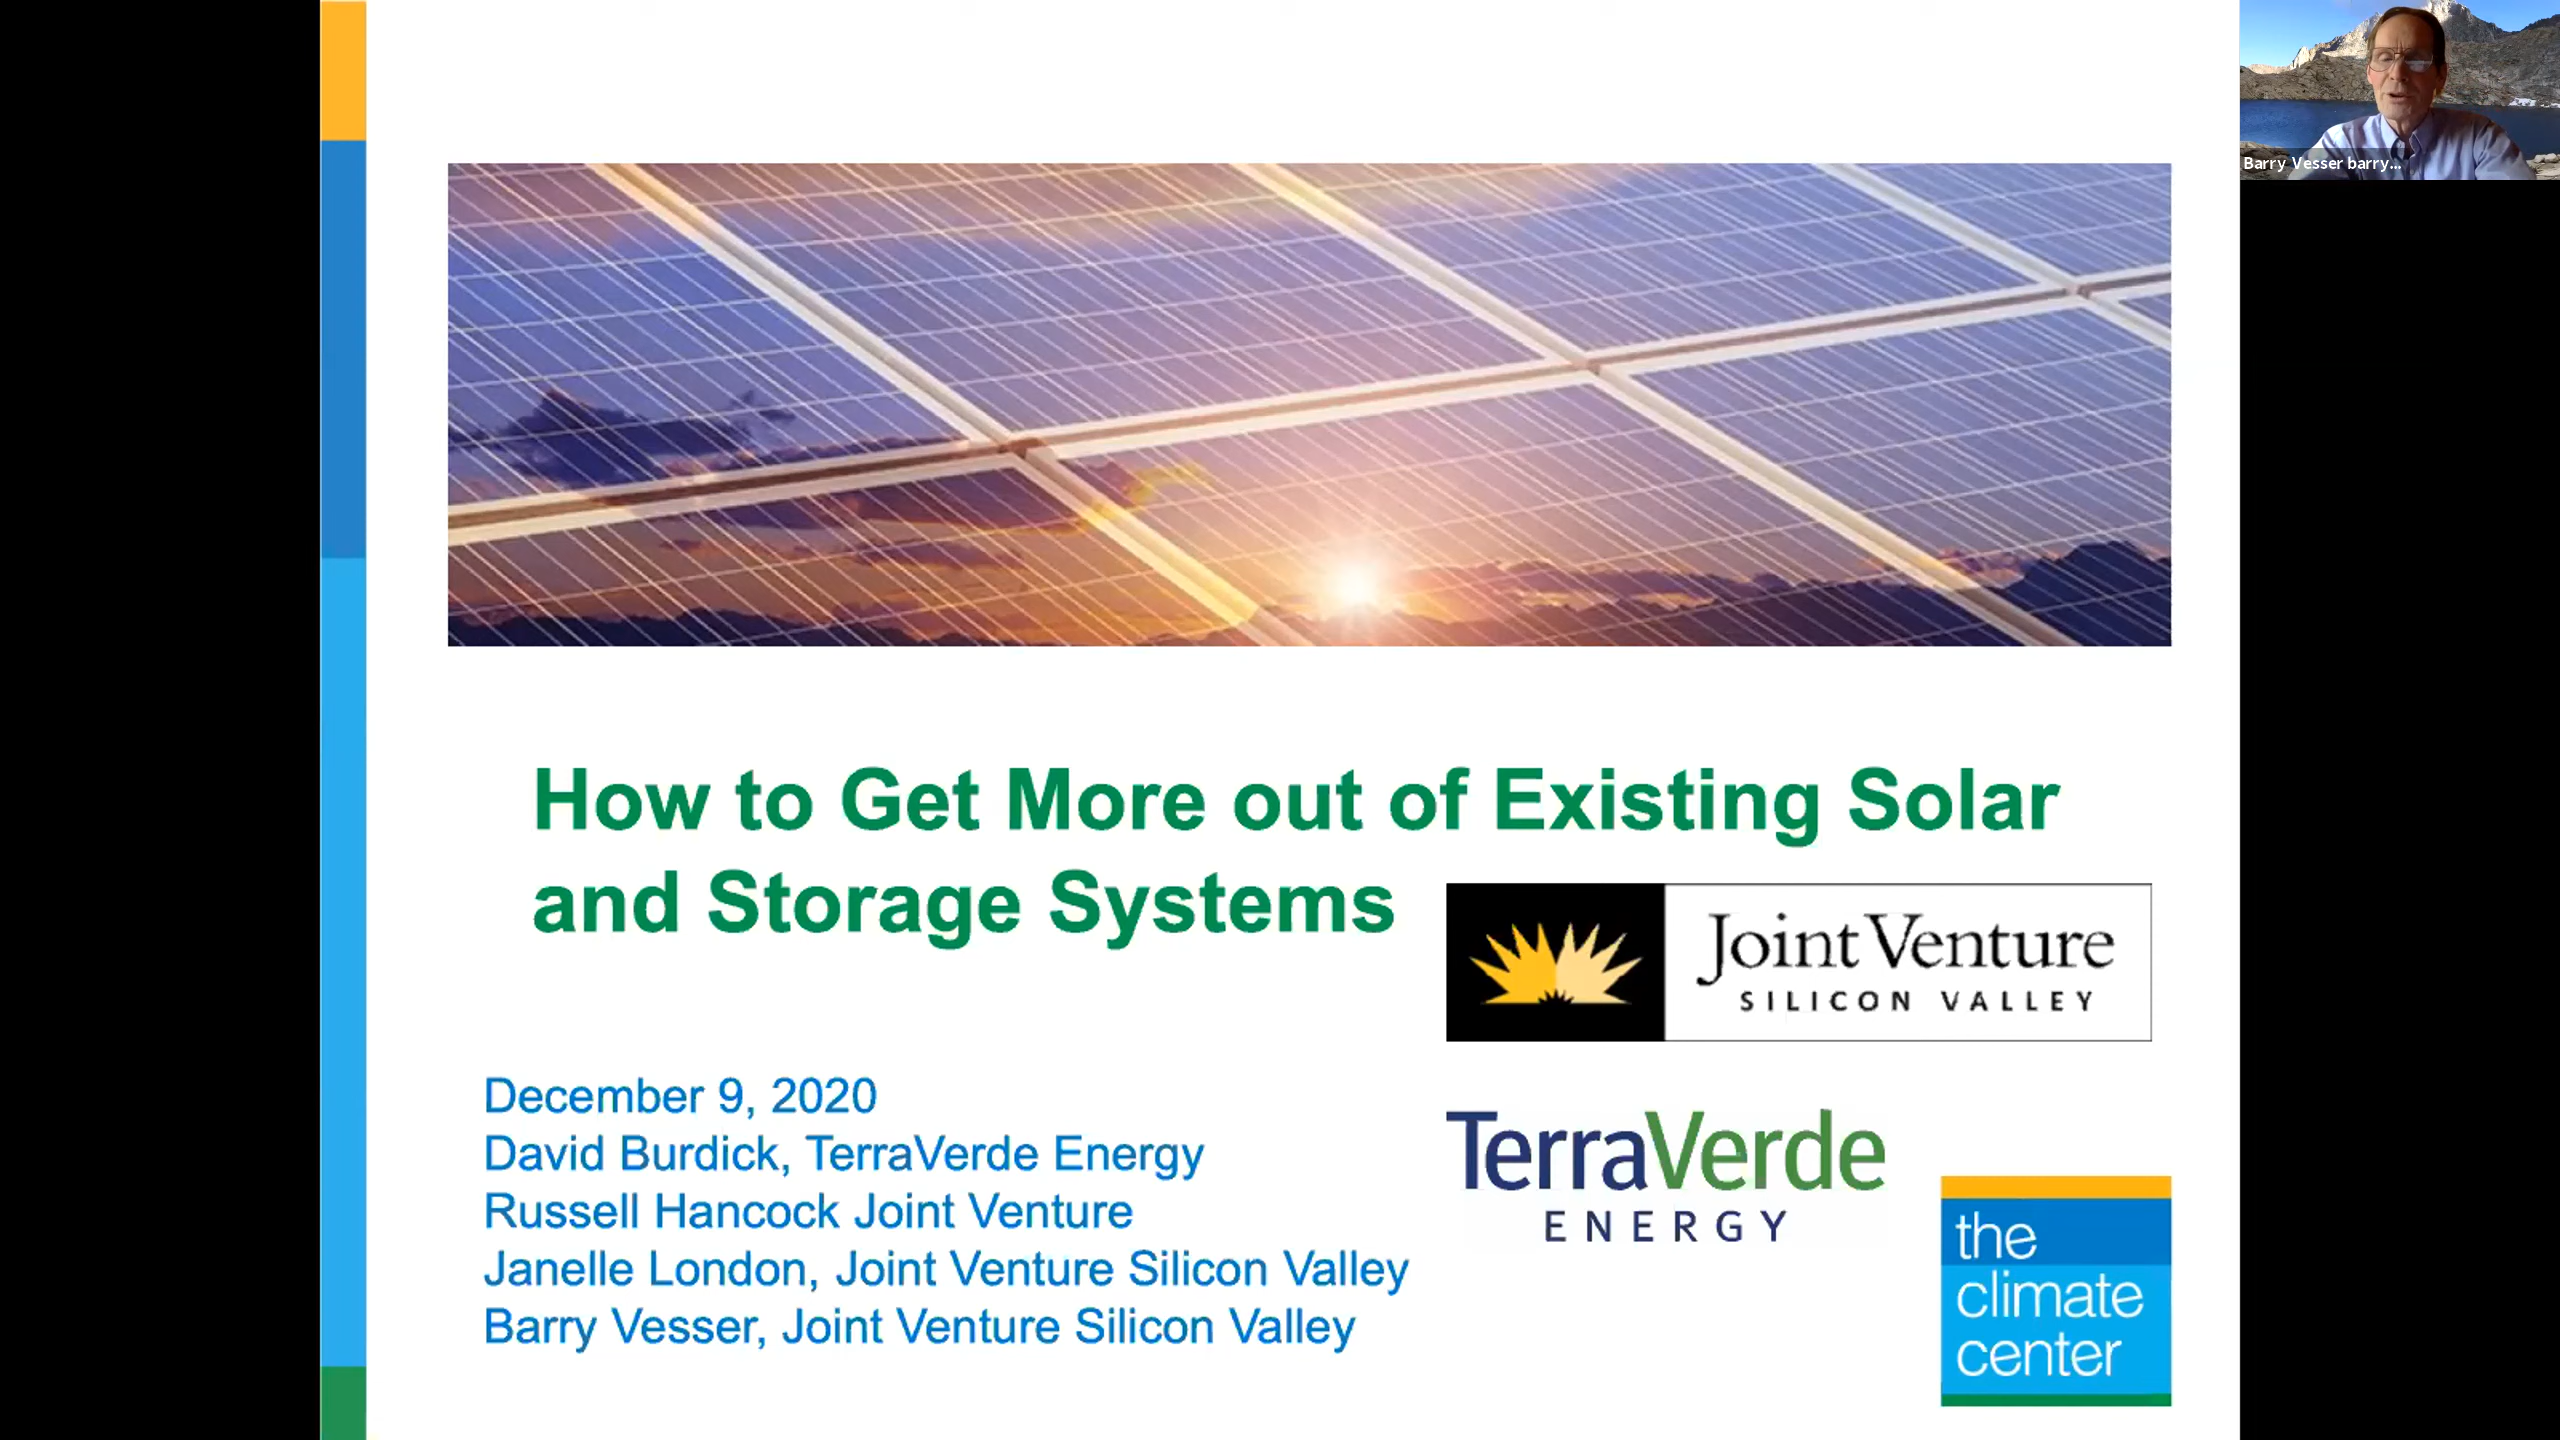 Barry Vesser barry...
How to Get More out of Existing Solar
and Storage Systems
Joint Venture
SILICON VALLEY
December 9, 2020
David Burdick, TerraVerde Energy
Russell Hancock Joint Venture
Janelle London, Joint Venture Silicon Valley
Barry Vesser, Joint Venture Silicon Valley
TerraVerde
ENERGY
the
climate
center